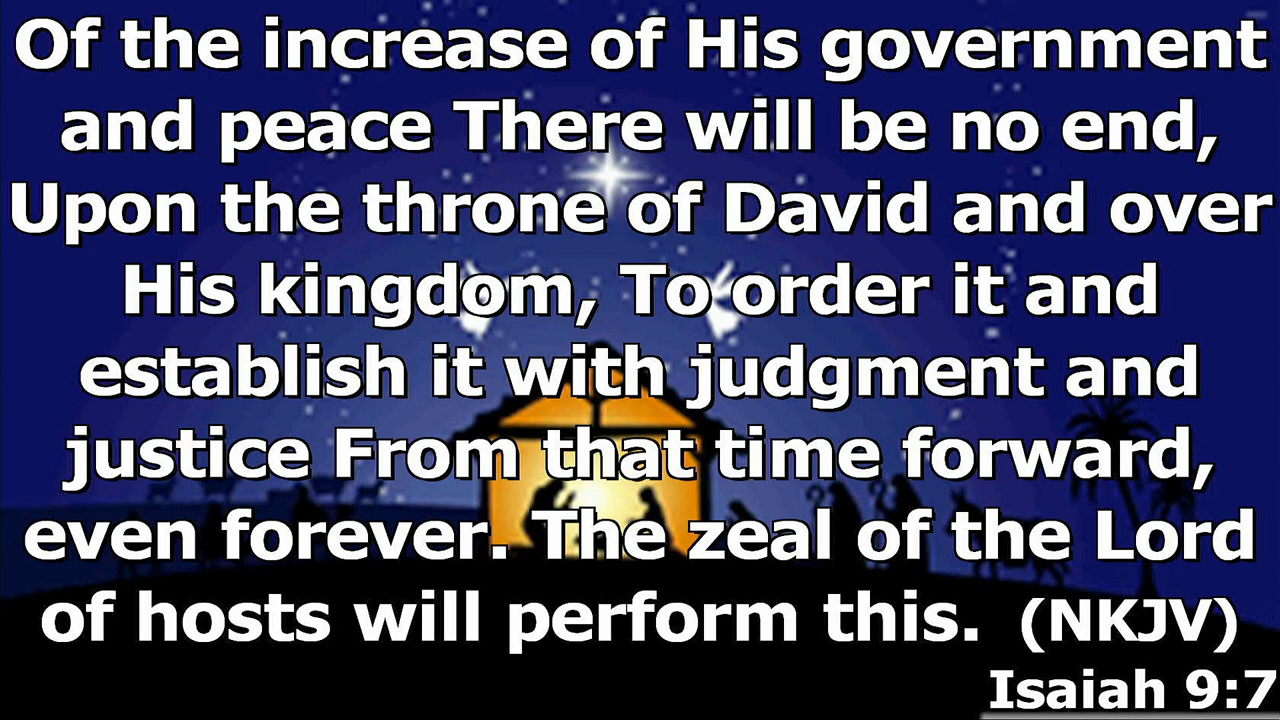 Of the increase of His government
and peace There will be no end,
Upon the throne of David and over
His kingdom, To order it and
establish it with judgment and
justice From that time forward,
even forever. The zeal of the Lord
of hosts will perform this. (NKJV)
Isaiah 9:7